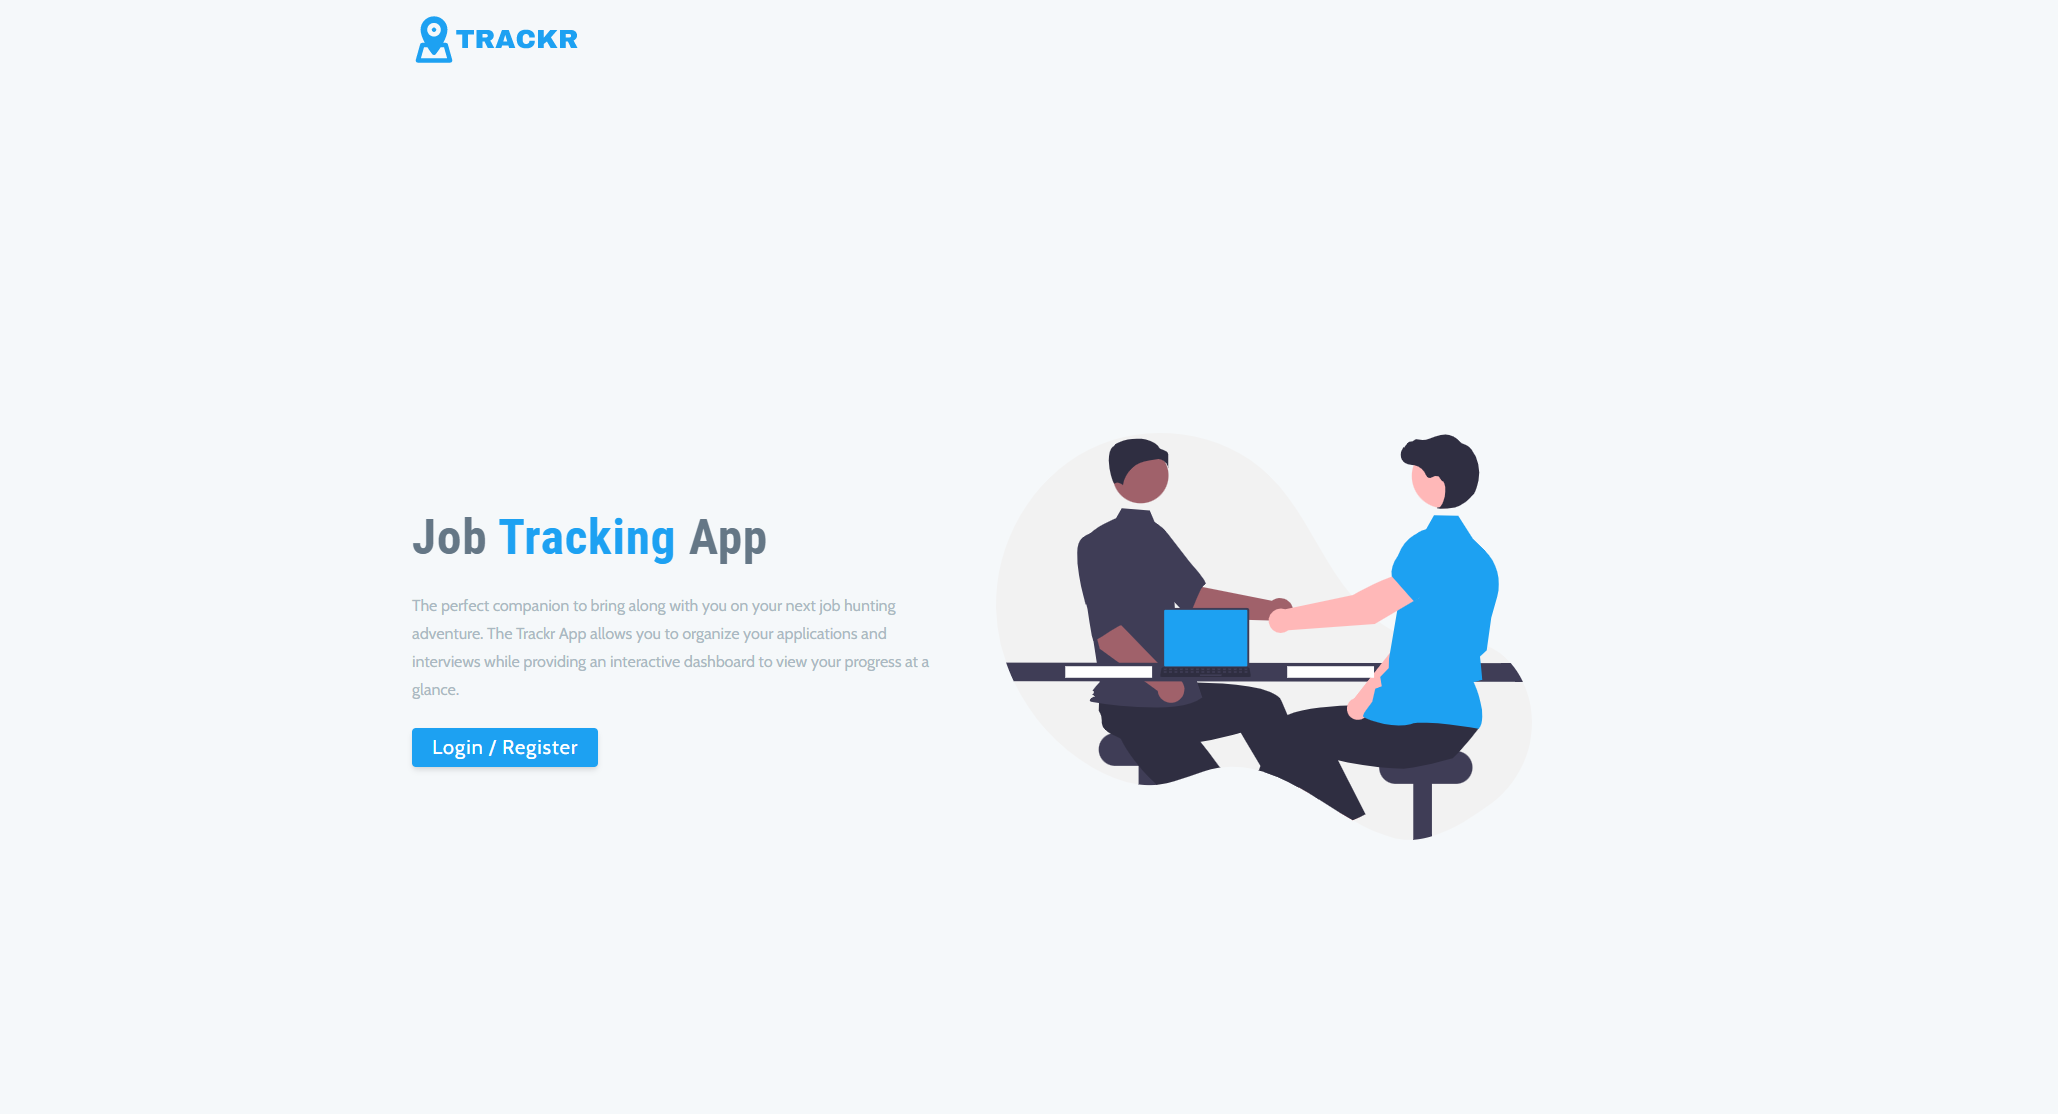 TRACKR
Job Tracking App
The perfect companion to bring along with you on your next job hunting
adventure. The Trackr App allows you to organize your applications and
interviews while providing an interactive dashboard to view your progress at a
glance.
Login / Register